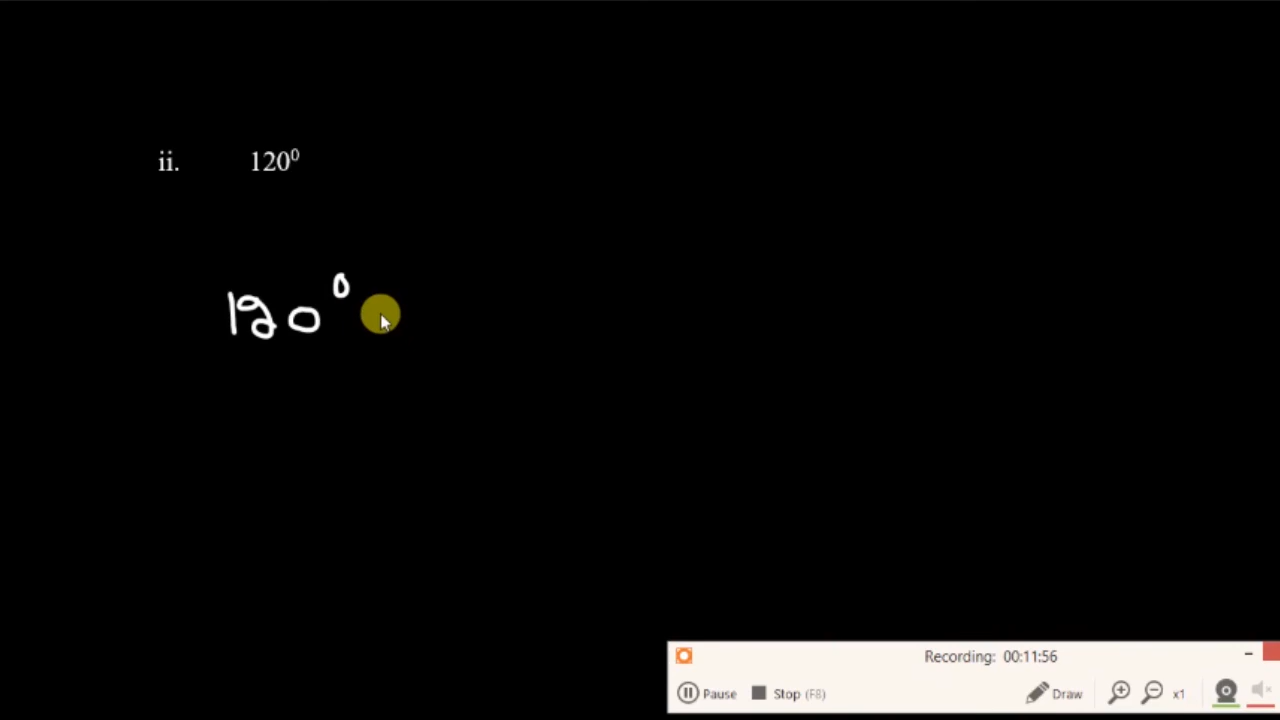 ii. 120⁰
120⁰
Recording: 00:11:56
Pause Stop (F8) Draw x1